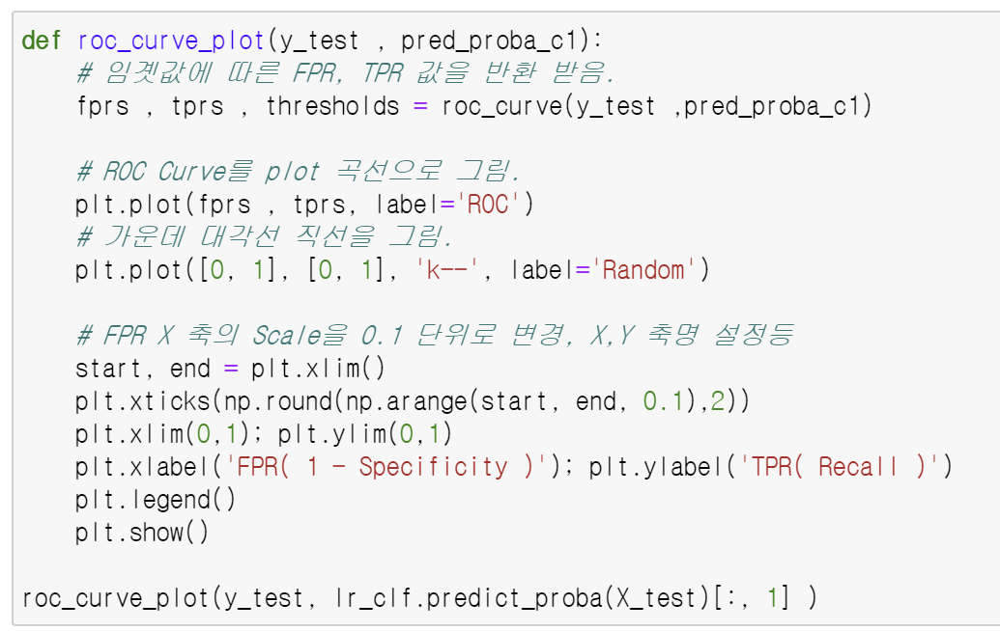 def roc_curve_plot(y_test , pred_proba_c1):
    # 임곗값에 따른 FPR, TPR 값을 반환 받음.
    fprs , tprs , thresholds = roc_curve(y_test ,pred_proba_c1)

    # ROC Curve를 plot 곡선으로 그림.
    plt.plot(fprs , tprs, label='ROC')
    # 가운데 대각선 직선을 그림.
    plt.plot([0, 1], [0, 1], 'k--', label='Random')

    # FPR X 축의 Scale을 0.1 단위로 변경, X,Y 축명 설정등
    start, end = plt.xlim()
    plt.xticks(np.round(np.arange(start, end, 0.1),2))
    plt.xlim(0,1); plt.ylim(0,1)
    plt.xlabel('FPR( 1 - Specificity )'); plt.ylabel('TPR( Recall )')
    plt.legend()
    plt.show()

roc_curve_plot(y_test, lr_clf.predict_proba(X_test)[:, 1] )